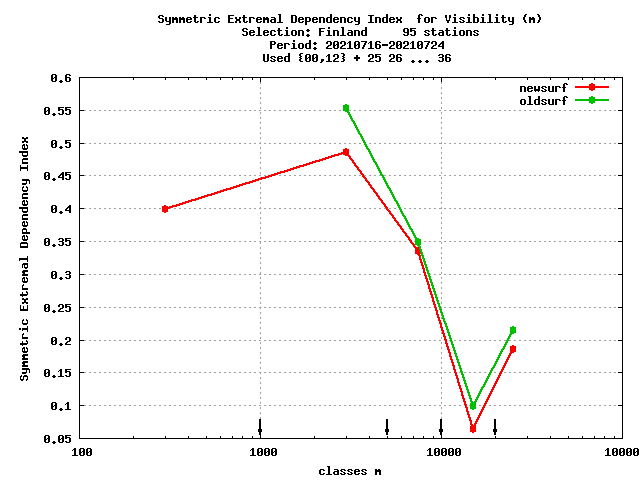 Symmetric Extremal Dependency Index  for Visibility (m)
Selection: Finland     95 stations
Period: 20210716-20210724
Used {00,12} + 25 26 ... 36
newsurf
oldsurf
Symmetric Extremal Dependency Index
0.6
0.55
0.5
0.45
0.4
0.35
0.3
0.25
0.2
0.15
0.1
0.05
100
1000
10000
10000
classes m